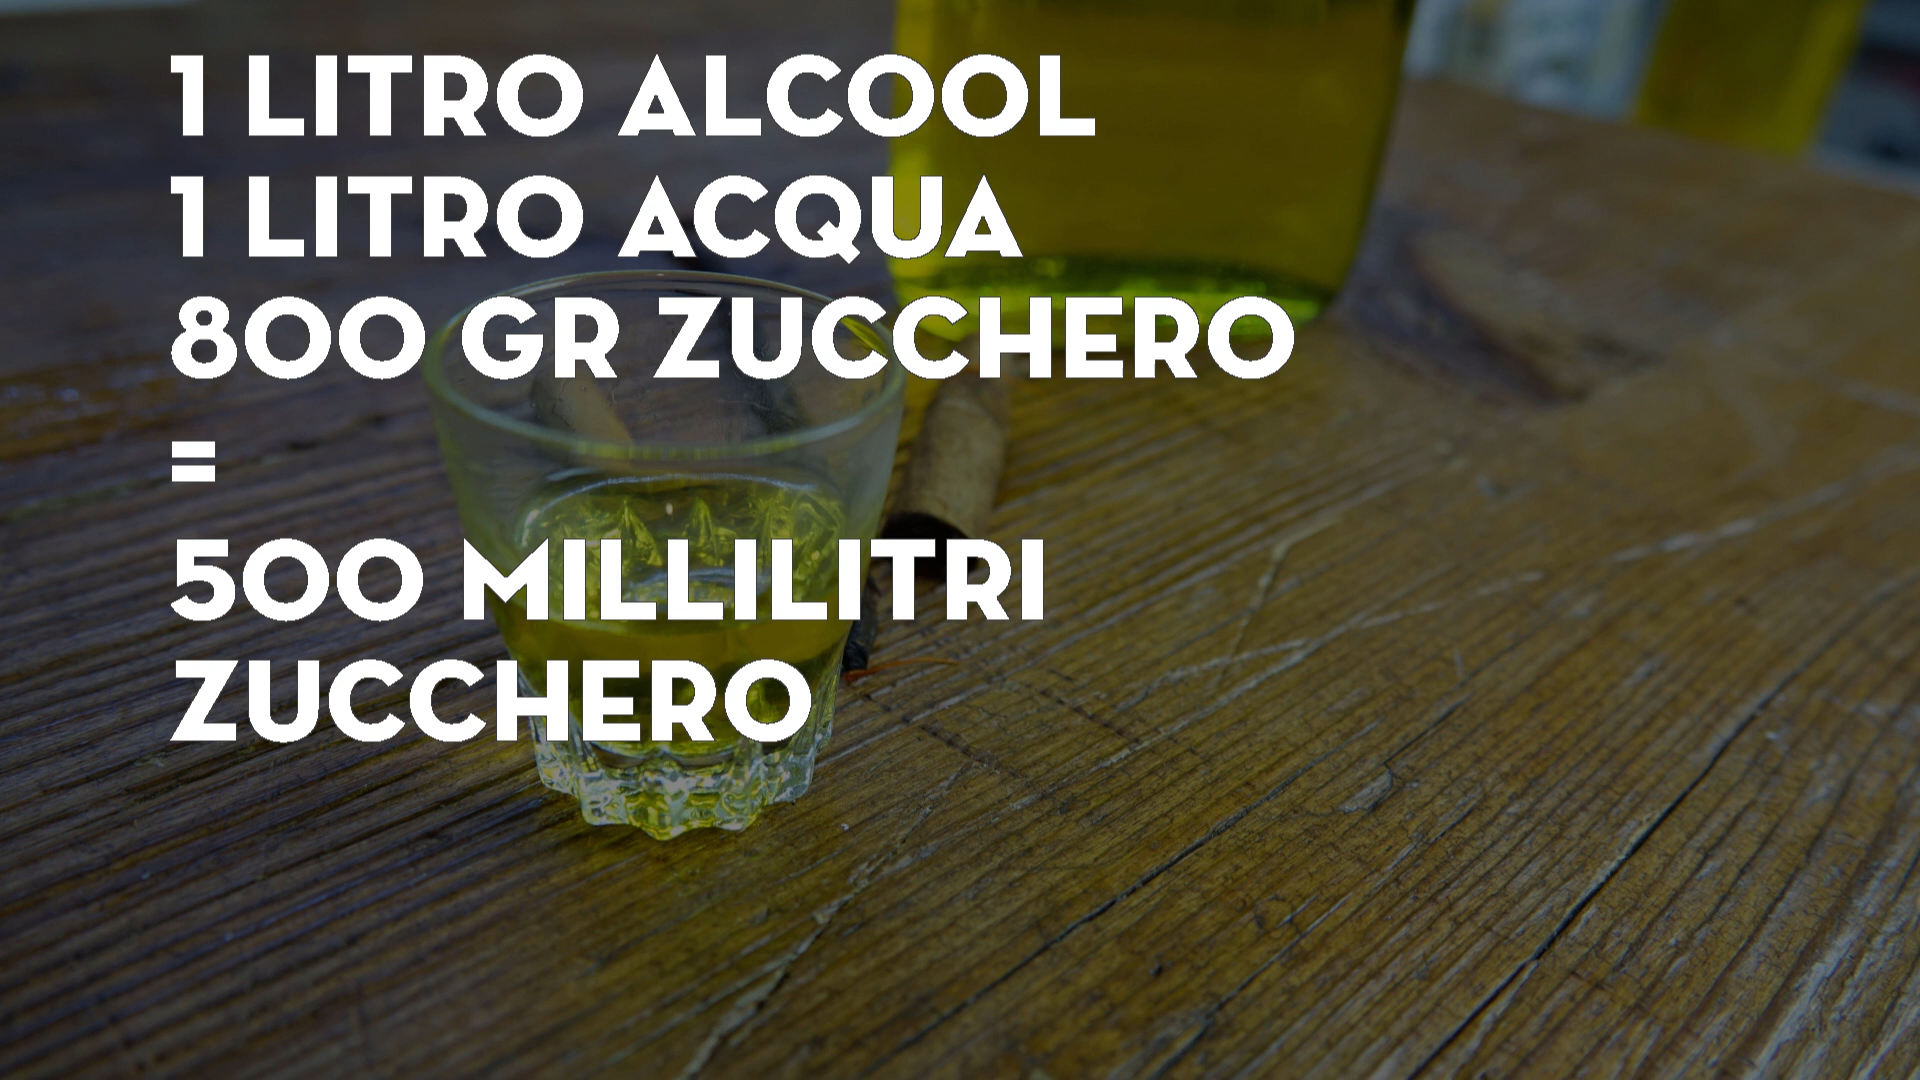 1 LITRO ALCOOL
1 LITRO ACQUA
800 GR ZUCCHERO
=
500 MILLILITRI
ZUCCHERO